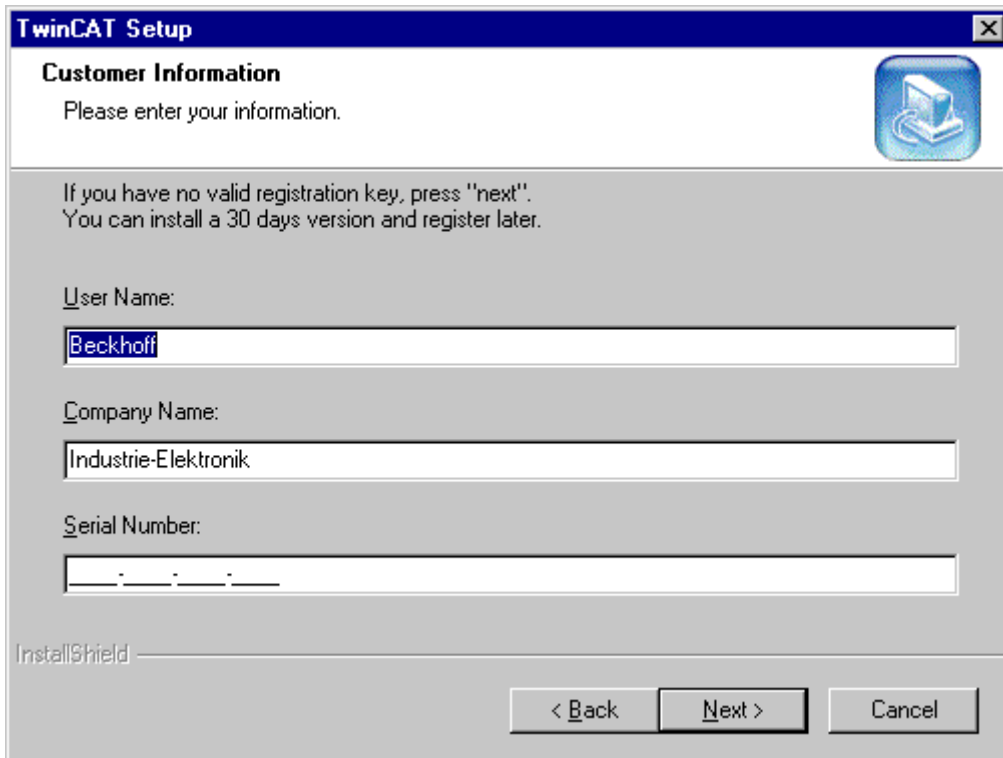 TwinCAT Setup
Customer Information
Please enter your information.
If you have no valid registration key, press "next".
You can install a 30 days version and register later.
User Name:
Beckhoff
Company Name:
Industrie-Elektronik
Serial Number:
____-____-____-____
InstallShield
< Back Next > Cancel